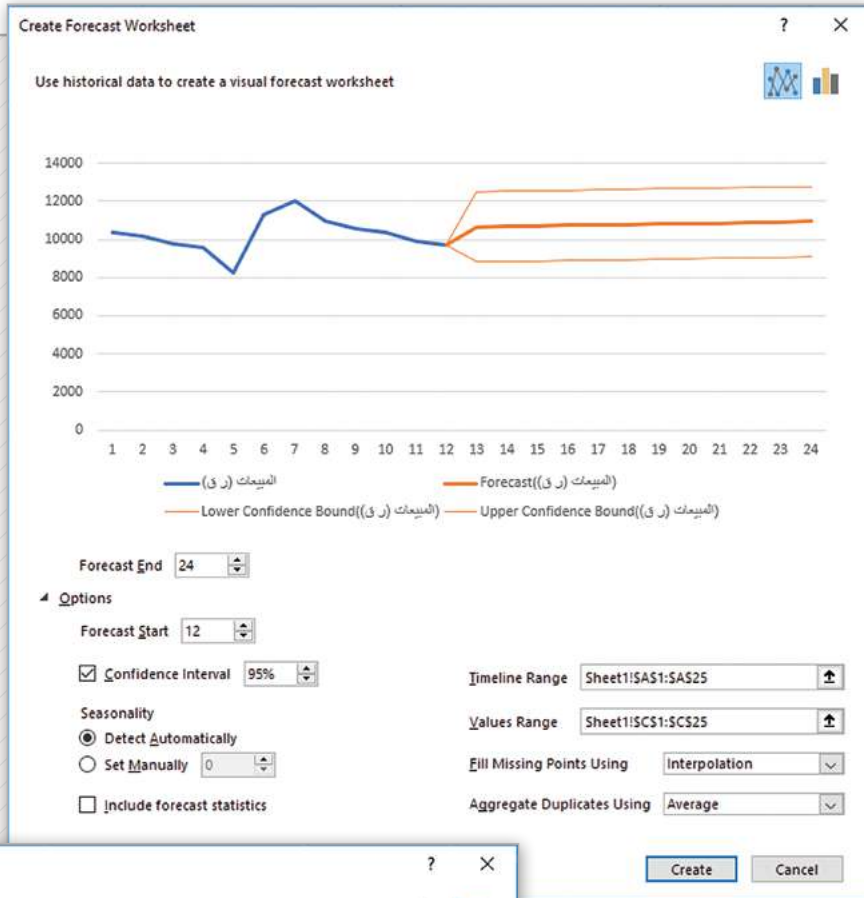 Create Forecast Worksheet ? ×
Use historical data to create a visual forecast worksheet
14000
12000
10000
8000
6000
4000
2000
0
1 2 3 4 5 6 7 8 9 10 11 12 13 14 15 16 17 18 19 20 21 22 23 24
المبيعات (ر ق) Forecast(المبيعات (ر ق))
Lower Confidence Bound(المبيعات (ر ق)) Upper Confidence Bound(المبيعات (ر ق))
Forecast End 24
Options
Forecast Start 12
Confidence Interval 95%
Seasonality
Detect Automatically
Set Manually 0
Include forecast statistics
Timeline Range Sheet1!$A$1:$A$25
Values Range Sheet1!$C$1:$C$25
Fill Missing Points Using Interpolation
Aggregate Duplicates Using Average
Create Cancel
? ×